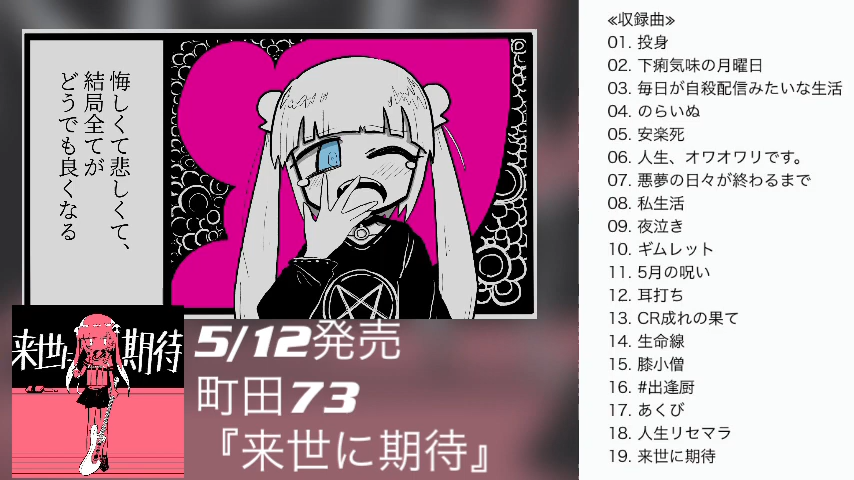 悔しくて悲しくて、
結局全てが
どうでも良くなる
来世に期待
5/12発売
町田73
『来世に期待』
≪収録曲≫
01. 投身
02. 下痢気味の月曜日
03. 毎日が自殺配信みたいな生活
04. のらいぬ
05. 安楽死
06. 人生、オワオワリです。
07. 悪夢の日々が終わるまで
08. 私生活
09. 夜泣き
10. ギムレット
11. 5月の呪い
12. 耳打ち
13. CR成れの果て
14. 生命線
15. 膝小僧
16. #出逢厨
17. あくび
18. 人生リセマラ
19. 来世に期待